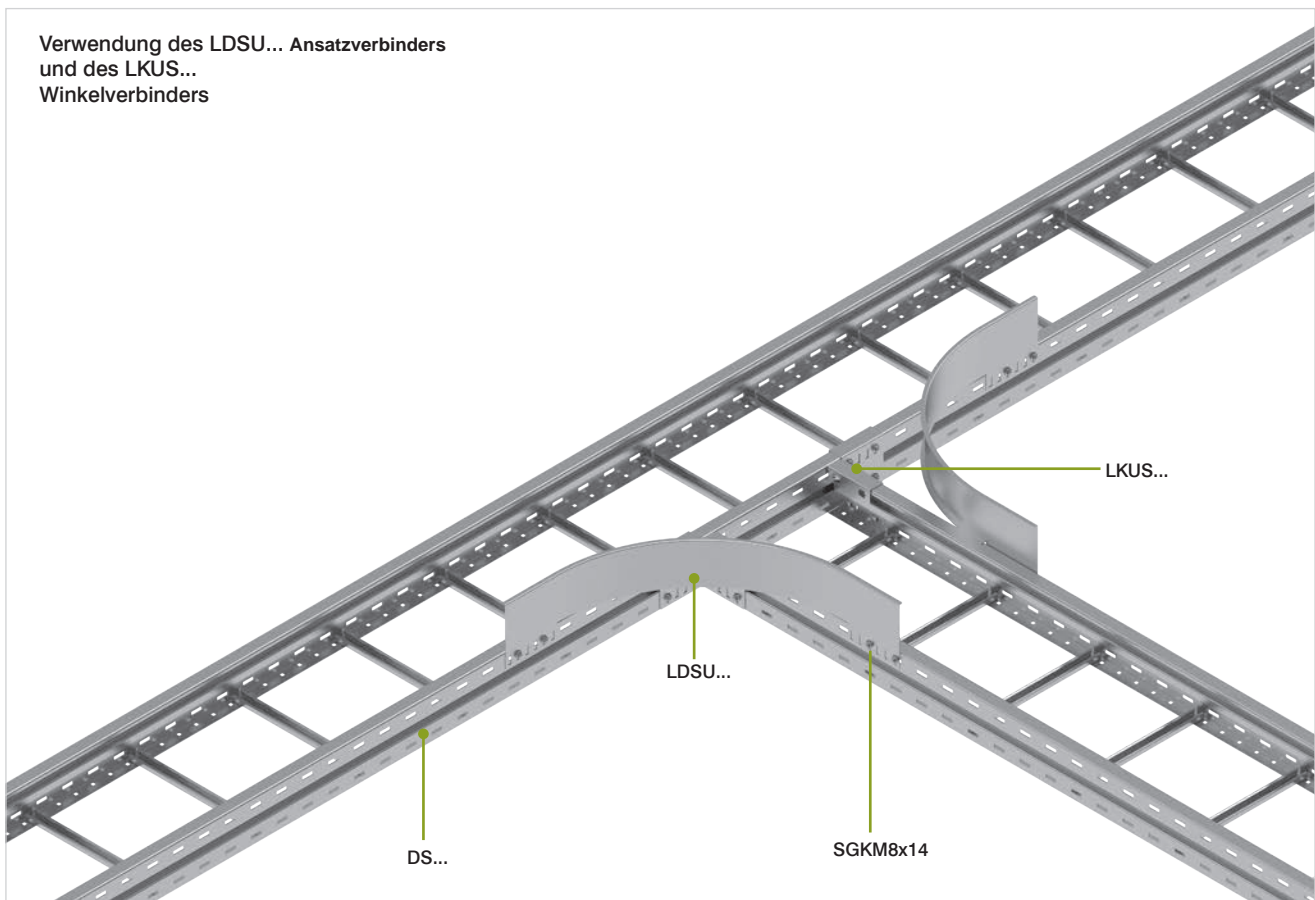 Verwendung des LDSU... Ansatzverbinders
und des LKUS...
Winkelverbinders
LKUS...
LDSU...
SGKM8x14
DS...